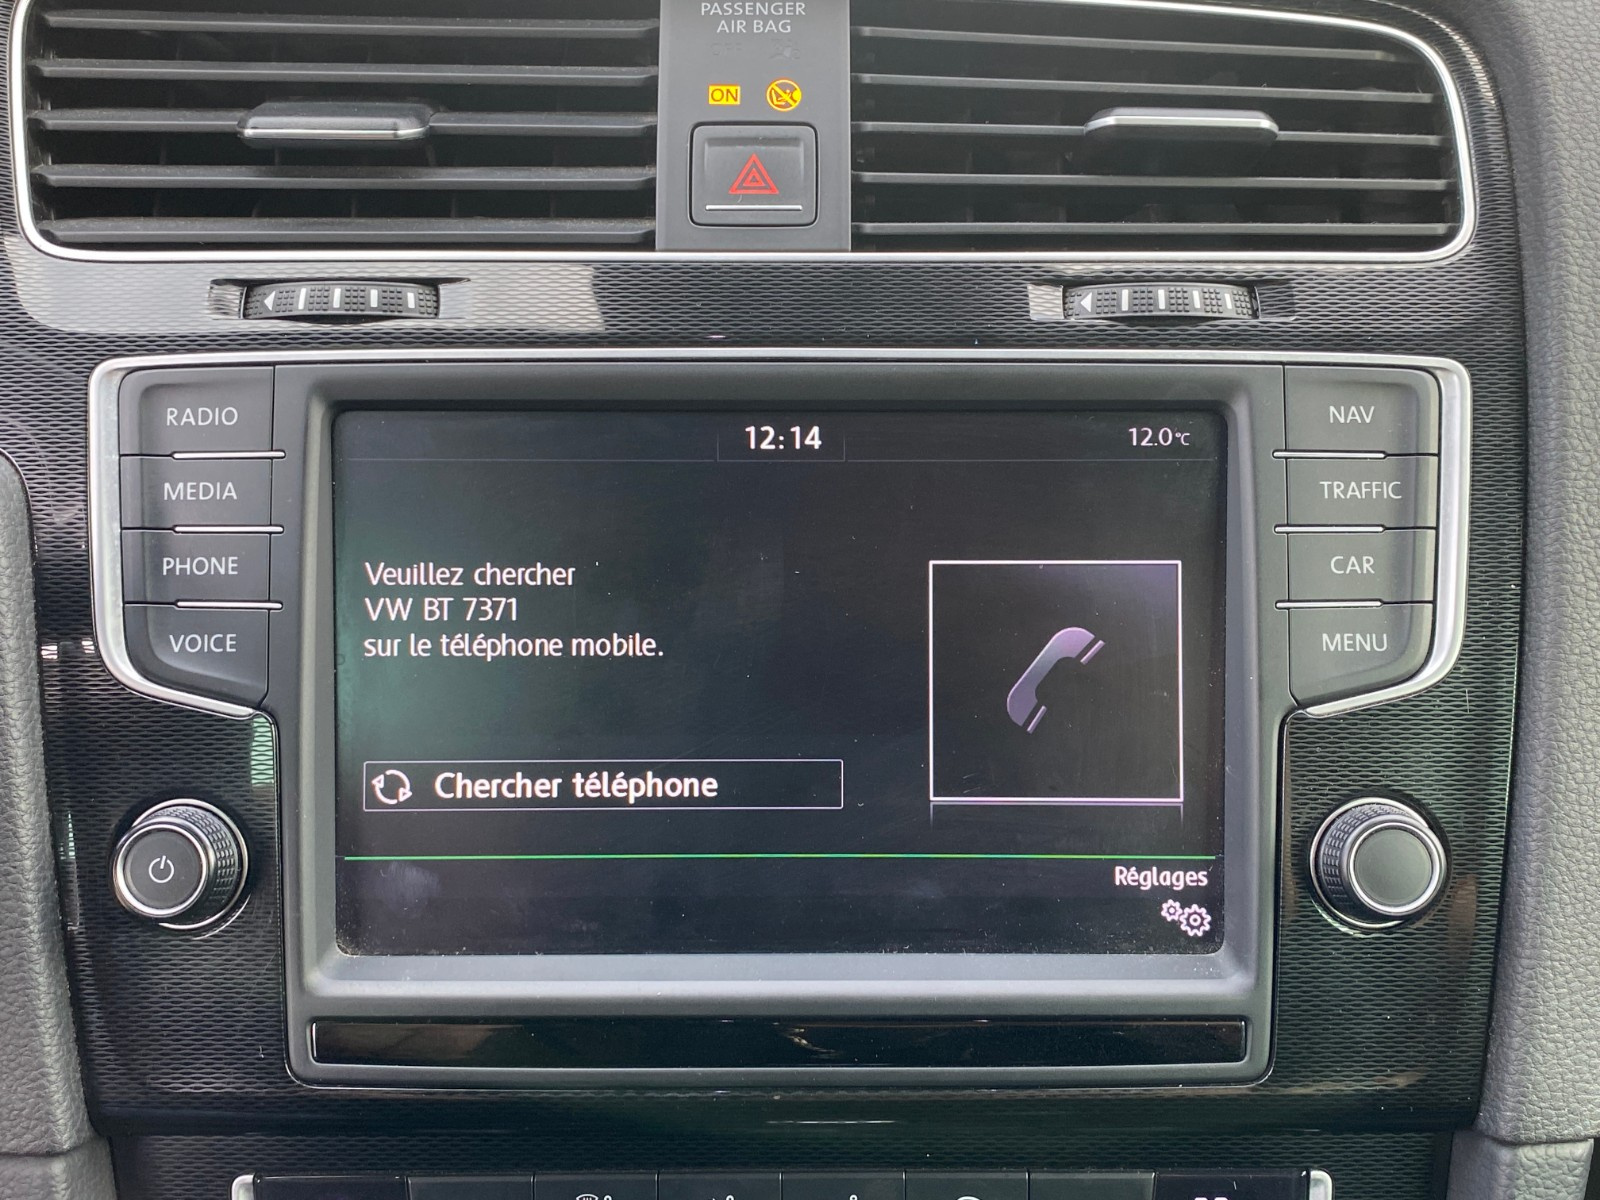 PASSENGER
AIR BAG
ON
RADIO
MEDIA
PHONE
VOICE
12:14
12.0°C
Veuillez chercher
VW BT 7371
sur le téléphone mobile.
Chercher téléphone
Réglages
NAV
TRAFFIC
CAR
MENU